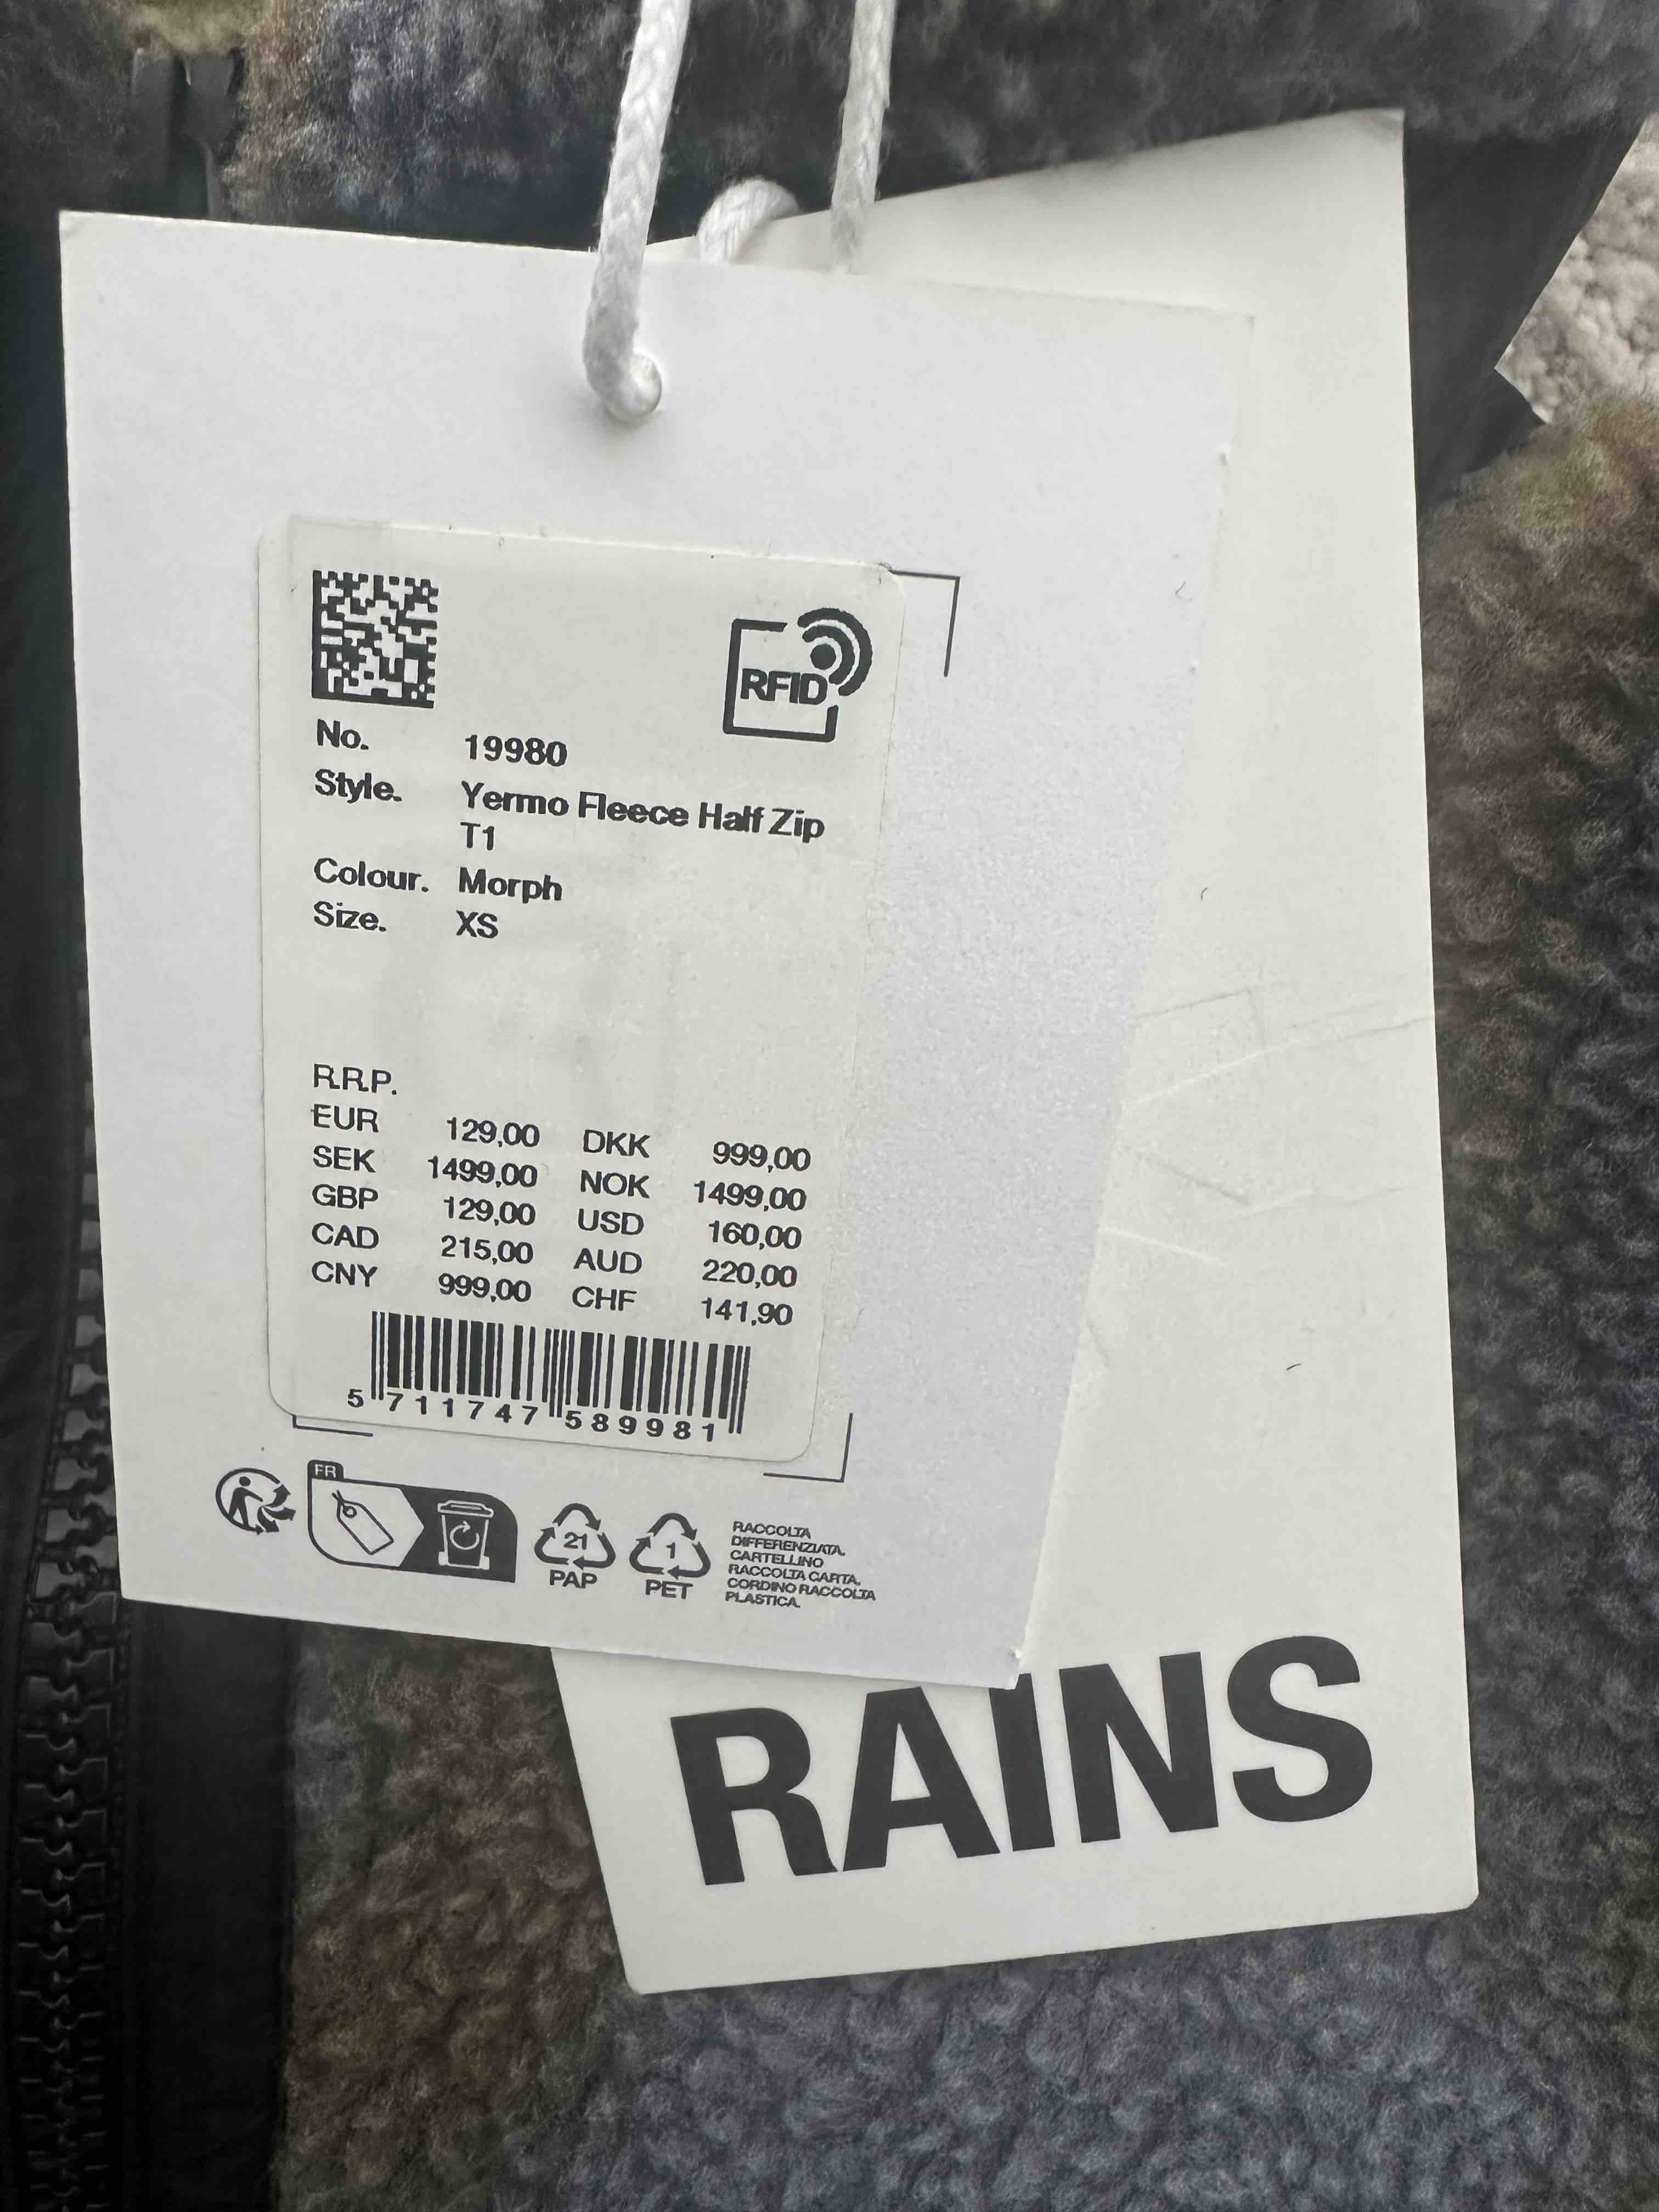 RFID
No. 19980
Style. Yermo Fleece Half Zip
T1
Colour. Morph
Size. XS
R.R.P.
EUR 129,00 DKK 999,00
SEK 1499,00 NOK 1499,00
GBP 129,00 USD 160,00
CAD 215,00 AUD 220,00
CNY 999,00 CHF 141,90
5 711747 589981
FR
21
PAP
1
PET
RACCOLTA
DIFFERENZIATA.
CARTELLINO
RACCOLTA CARTA.
CORDINO RACCOLTA
PLASTICA.
RAINS